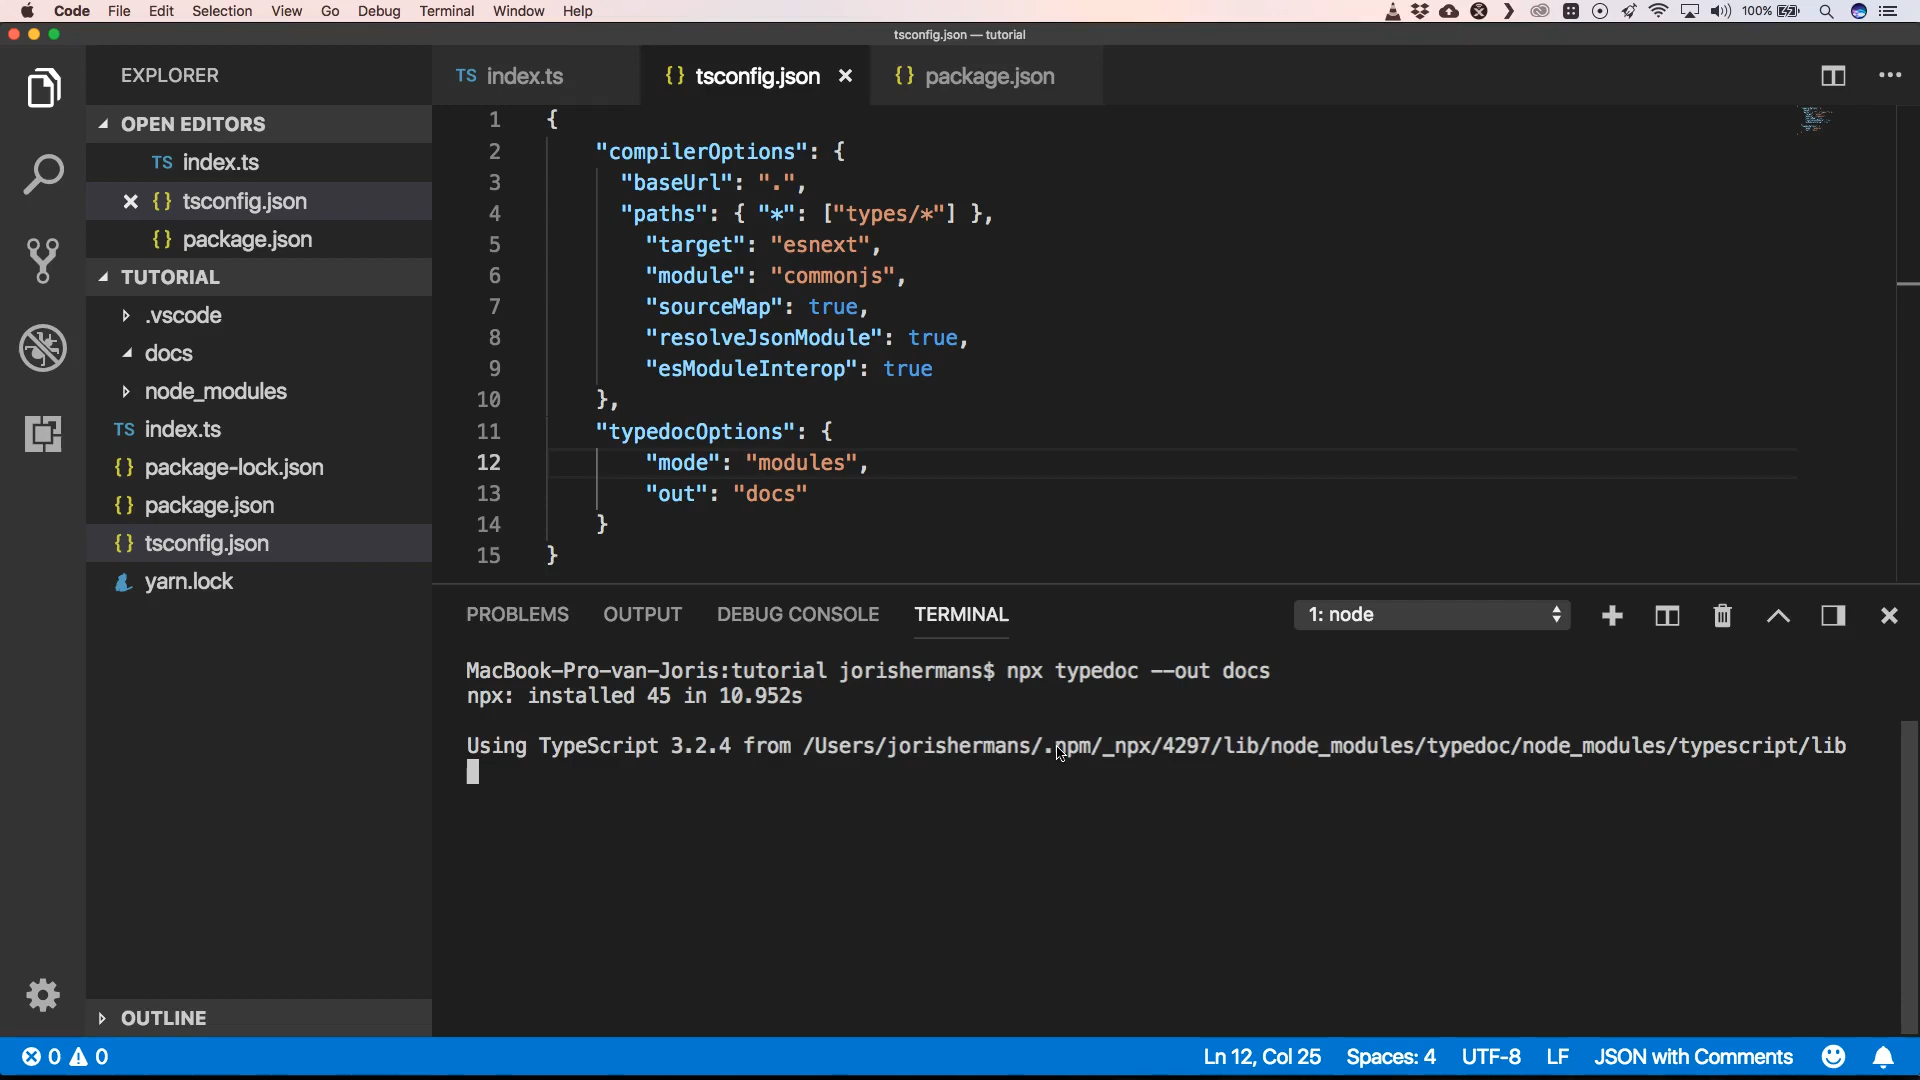 Code File Edit Selection View Go Debug Terminal Window Help 100%
tsconfig.json — tutorial
EXPLORER
OPEN EDITORS
TS index.ts
{} tsconfig.json
{} package.json
TUTORIAL
.vscode
docs
node_modules
TS index.ts
{} package-lock.json
{} package.json
{} tsconfig.json
yarn.lock
OUTLINE
TS index.ts {} tsconfig.json {} package.json
1 {
2 "compilerOptions": {
3 "baseUrl": ".",
4 "paths": { "*": ["types/*"] },
5 "target": "esnext",
6 "module": "commonjs",
7 "sourceMap": true,
8 "resolveJsonModule": true,
9 "esModuleInterop": true
10 },
11 "typedocOptions": {
12 "mode": "modules",
13 "out": "docs"
14 }
15 }
PROBLEMS OUTPUT DEBUG CONSOLE TERMINAL 1: node
MacBook-Pro-van-Joris:tutorial jorishermans$ npx typedoc --out docs
npx: installed 45 in 10.952s
Using TypeScript 3.2.4 from /Users/jorishermans/.npm/_npx/4297/lib/node_modules/typedoc/node_modules/typescript/lib
0 0 Ln 12, Col 25 Spaces: 4 UTF-8 LF JSON with Comments